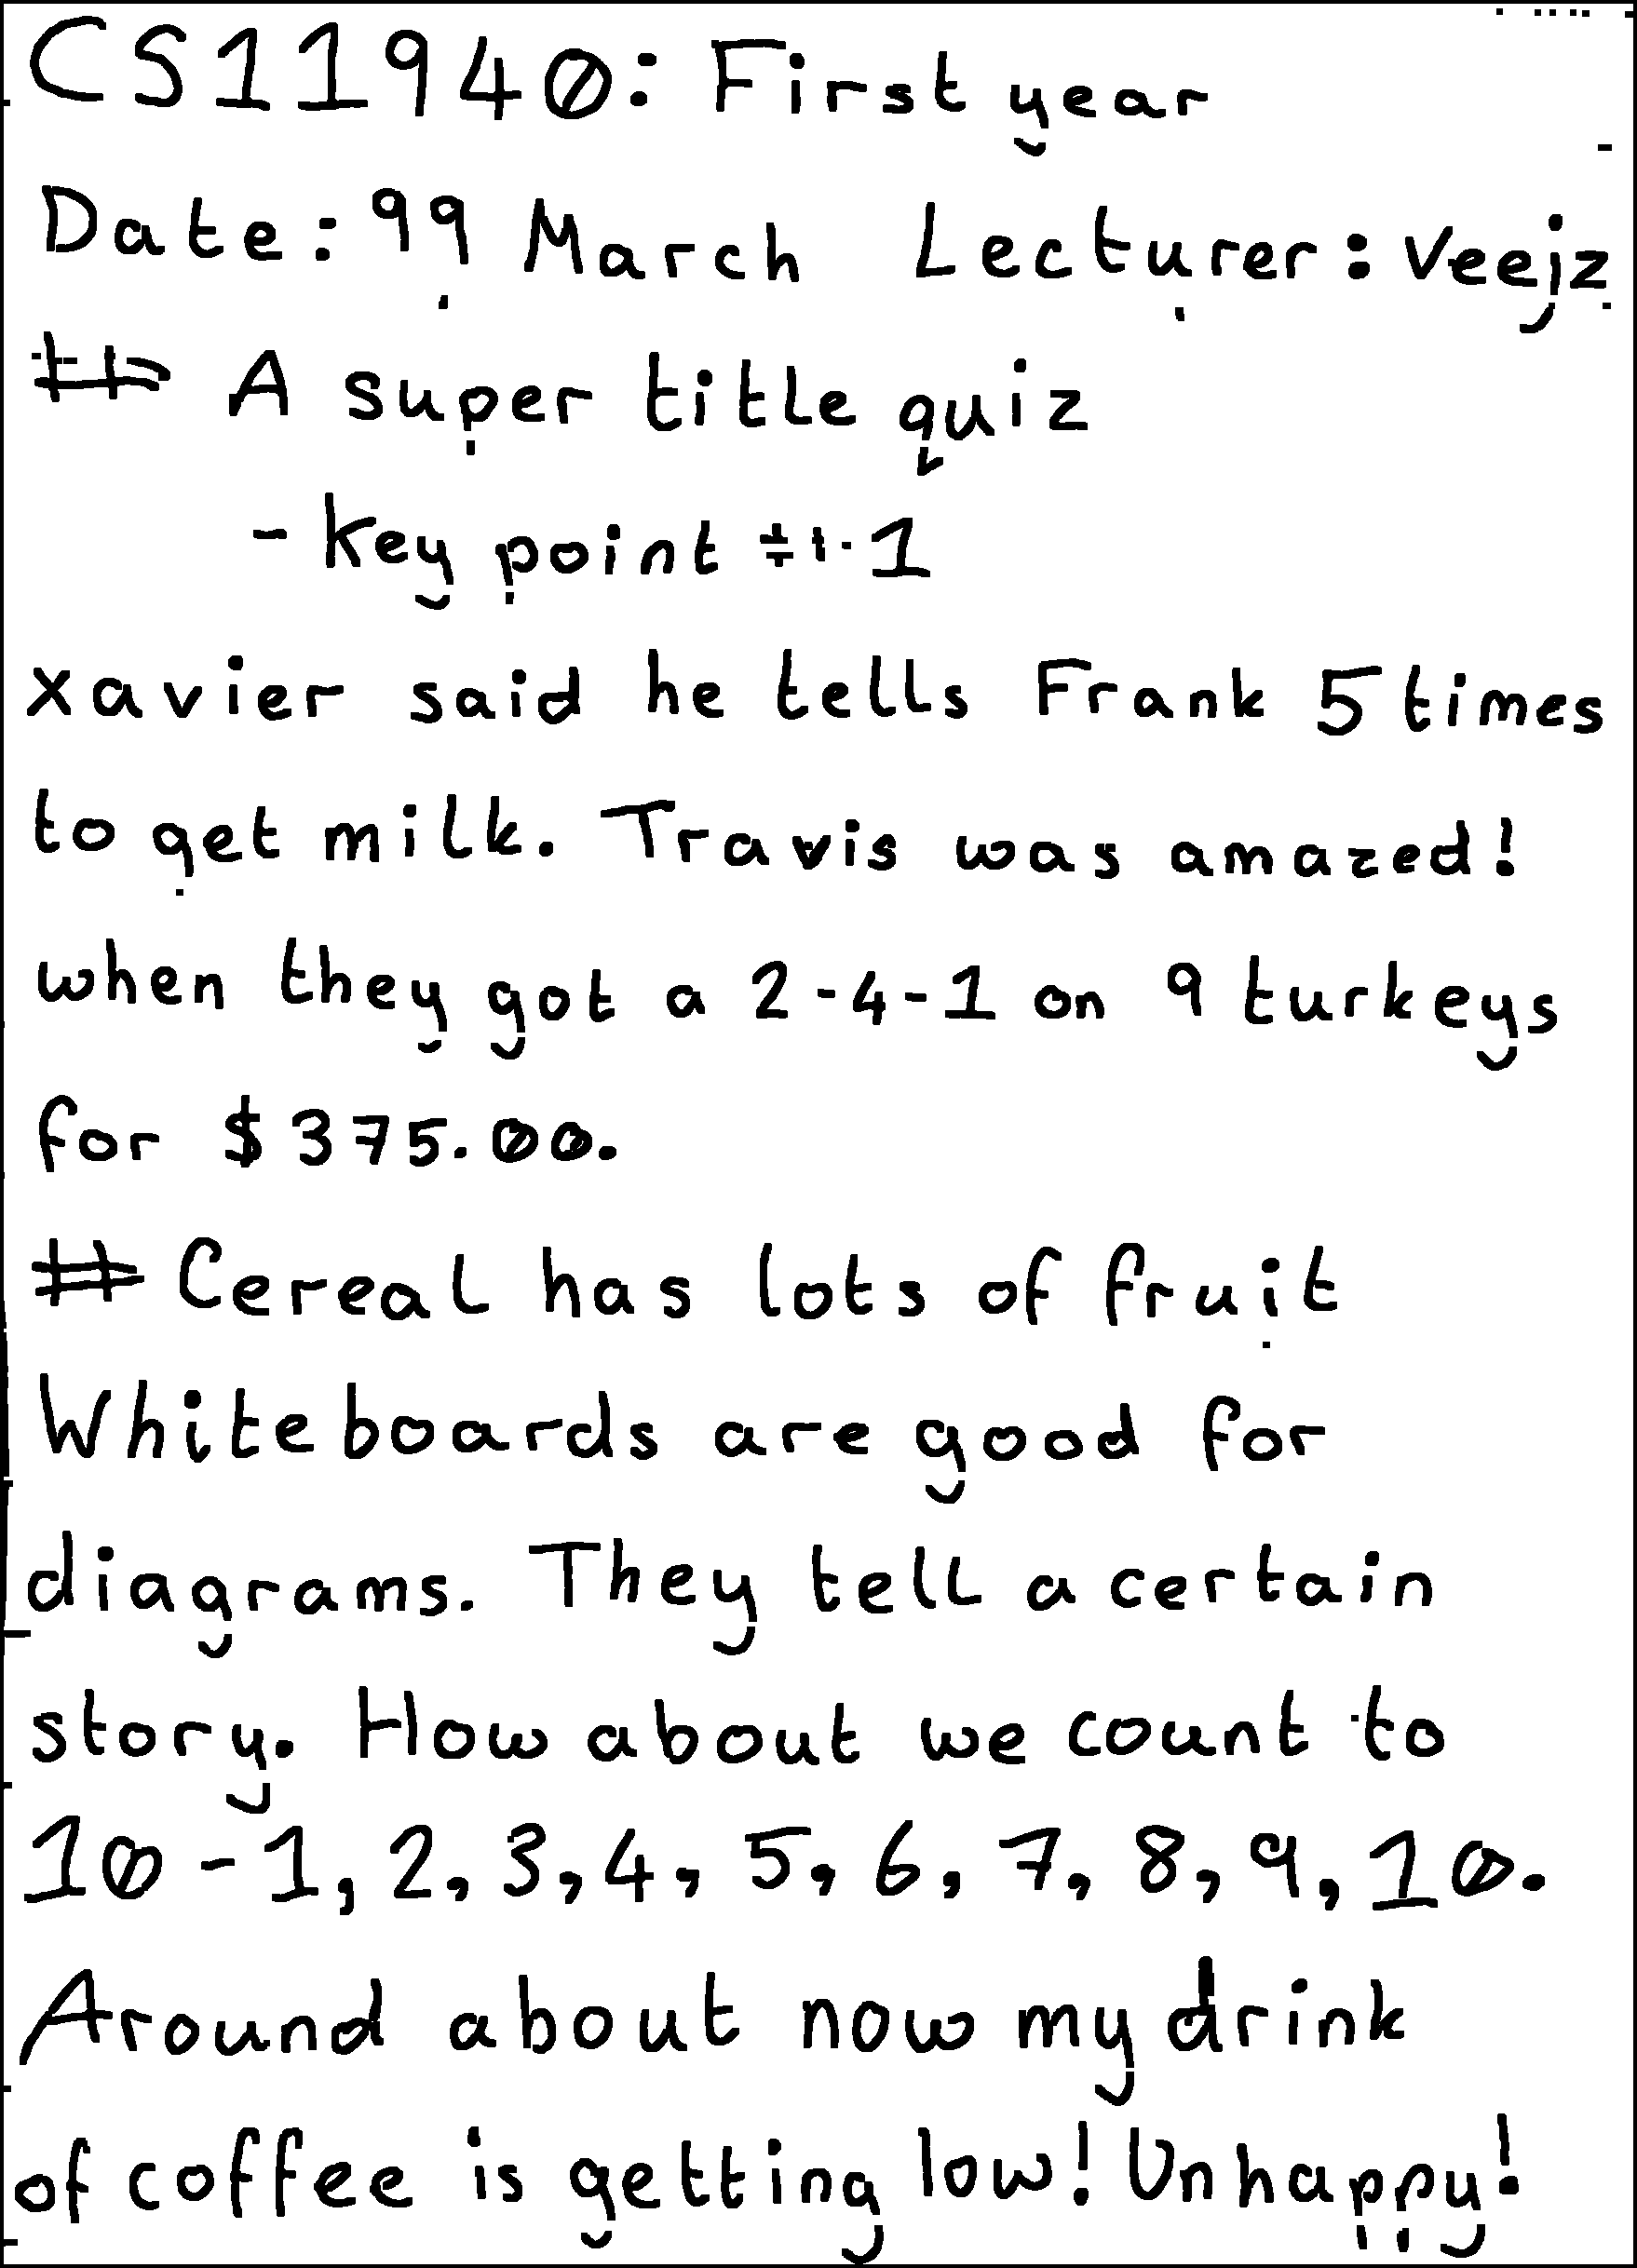 CS11940: First year
Date: 99 March Lecturer: Veejz
# A super title quiz
- key point # 1
xavier said he tells Frank 5 times
to get milk. Travis was amazed!
when they got a 2-4-1 on 9 turkeys
for $375.00.
# Cereal has lots of fruit
Whiteboards are good for
diagrams. They tell a certain
story. How about we count to
10 - 1, 2, 3, 4, 5, 6, 7, 8, 9, 10.
Around about now my drink
of coffee is getting low! Unhappy!